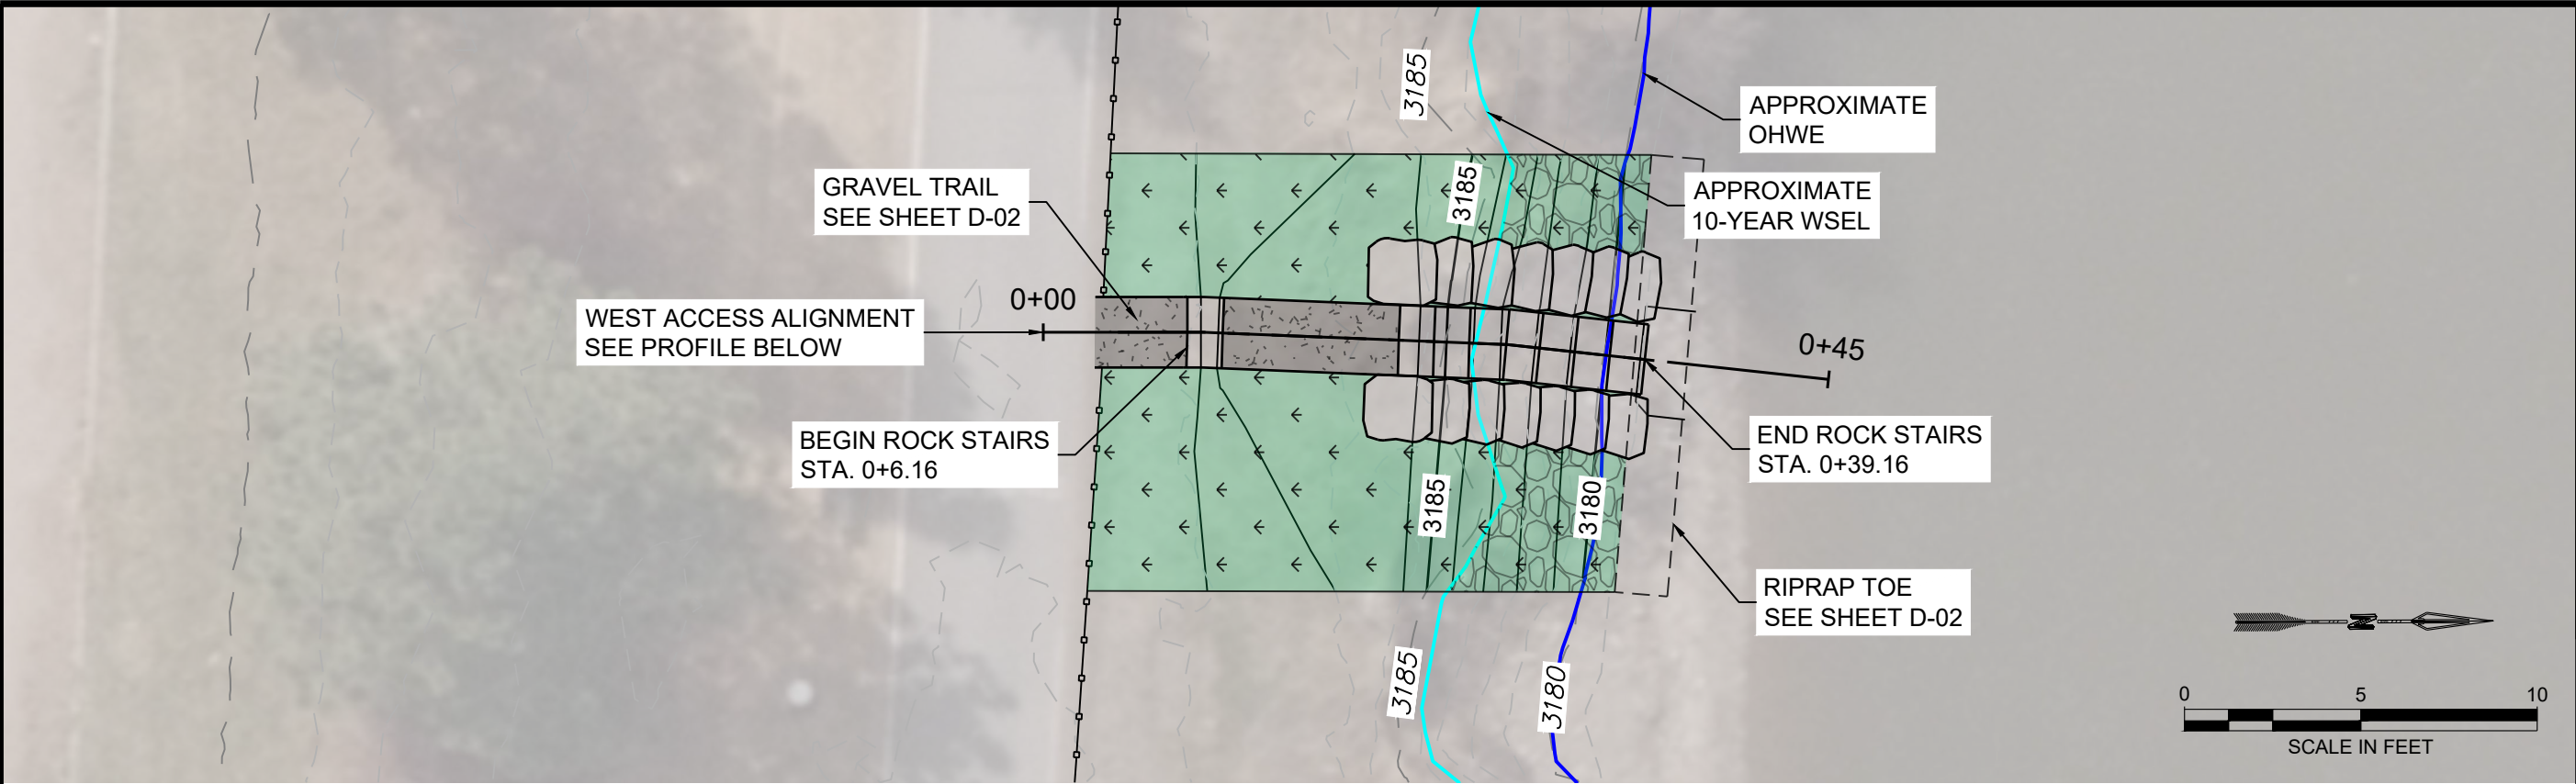 3185
APPROXIMATE
OHWE
GRAVEL TRAIL
SEE SHEET D-02
3185
APPROXIMATE
10-YEAR WSEL
0+00
WEST ACCESS ALIGNMENT
SEE PROFILE BELOW
0+45
BEGIN ROCK STAIRS
STA. 0+6.16
END ROCK STAIRS
STA. 0+39.16
3185
3180
RIPRAP TOE
SEE SHEET D-02
N
3185
3180
0 5 10
SCALE IN FEET